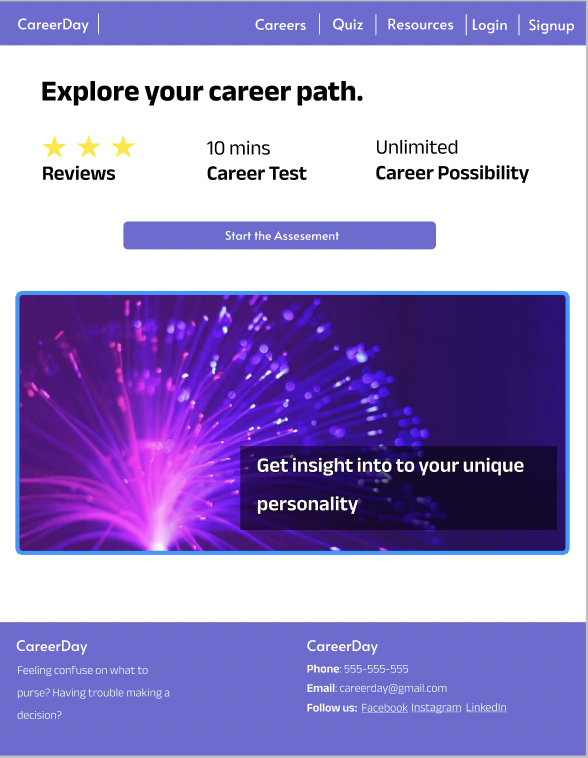 CareerDay
Careers Quiz Resources Login Signup
Explore your career path.
Reviews
10 mins
Career Test
Unlimited
Career Possibility
Start the Assesement
Get insight into to your unique
personality
CareerDay
Feeling confuse on what to
purse? Having trouble making a
decision?
CareerDay
Phone: 555-555-555
Email: careerday@gmail.com
Follow us: Facebook Instagram LinkedIn